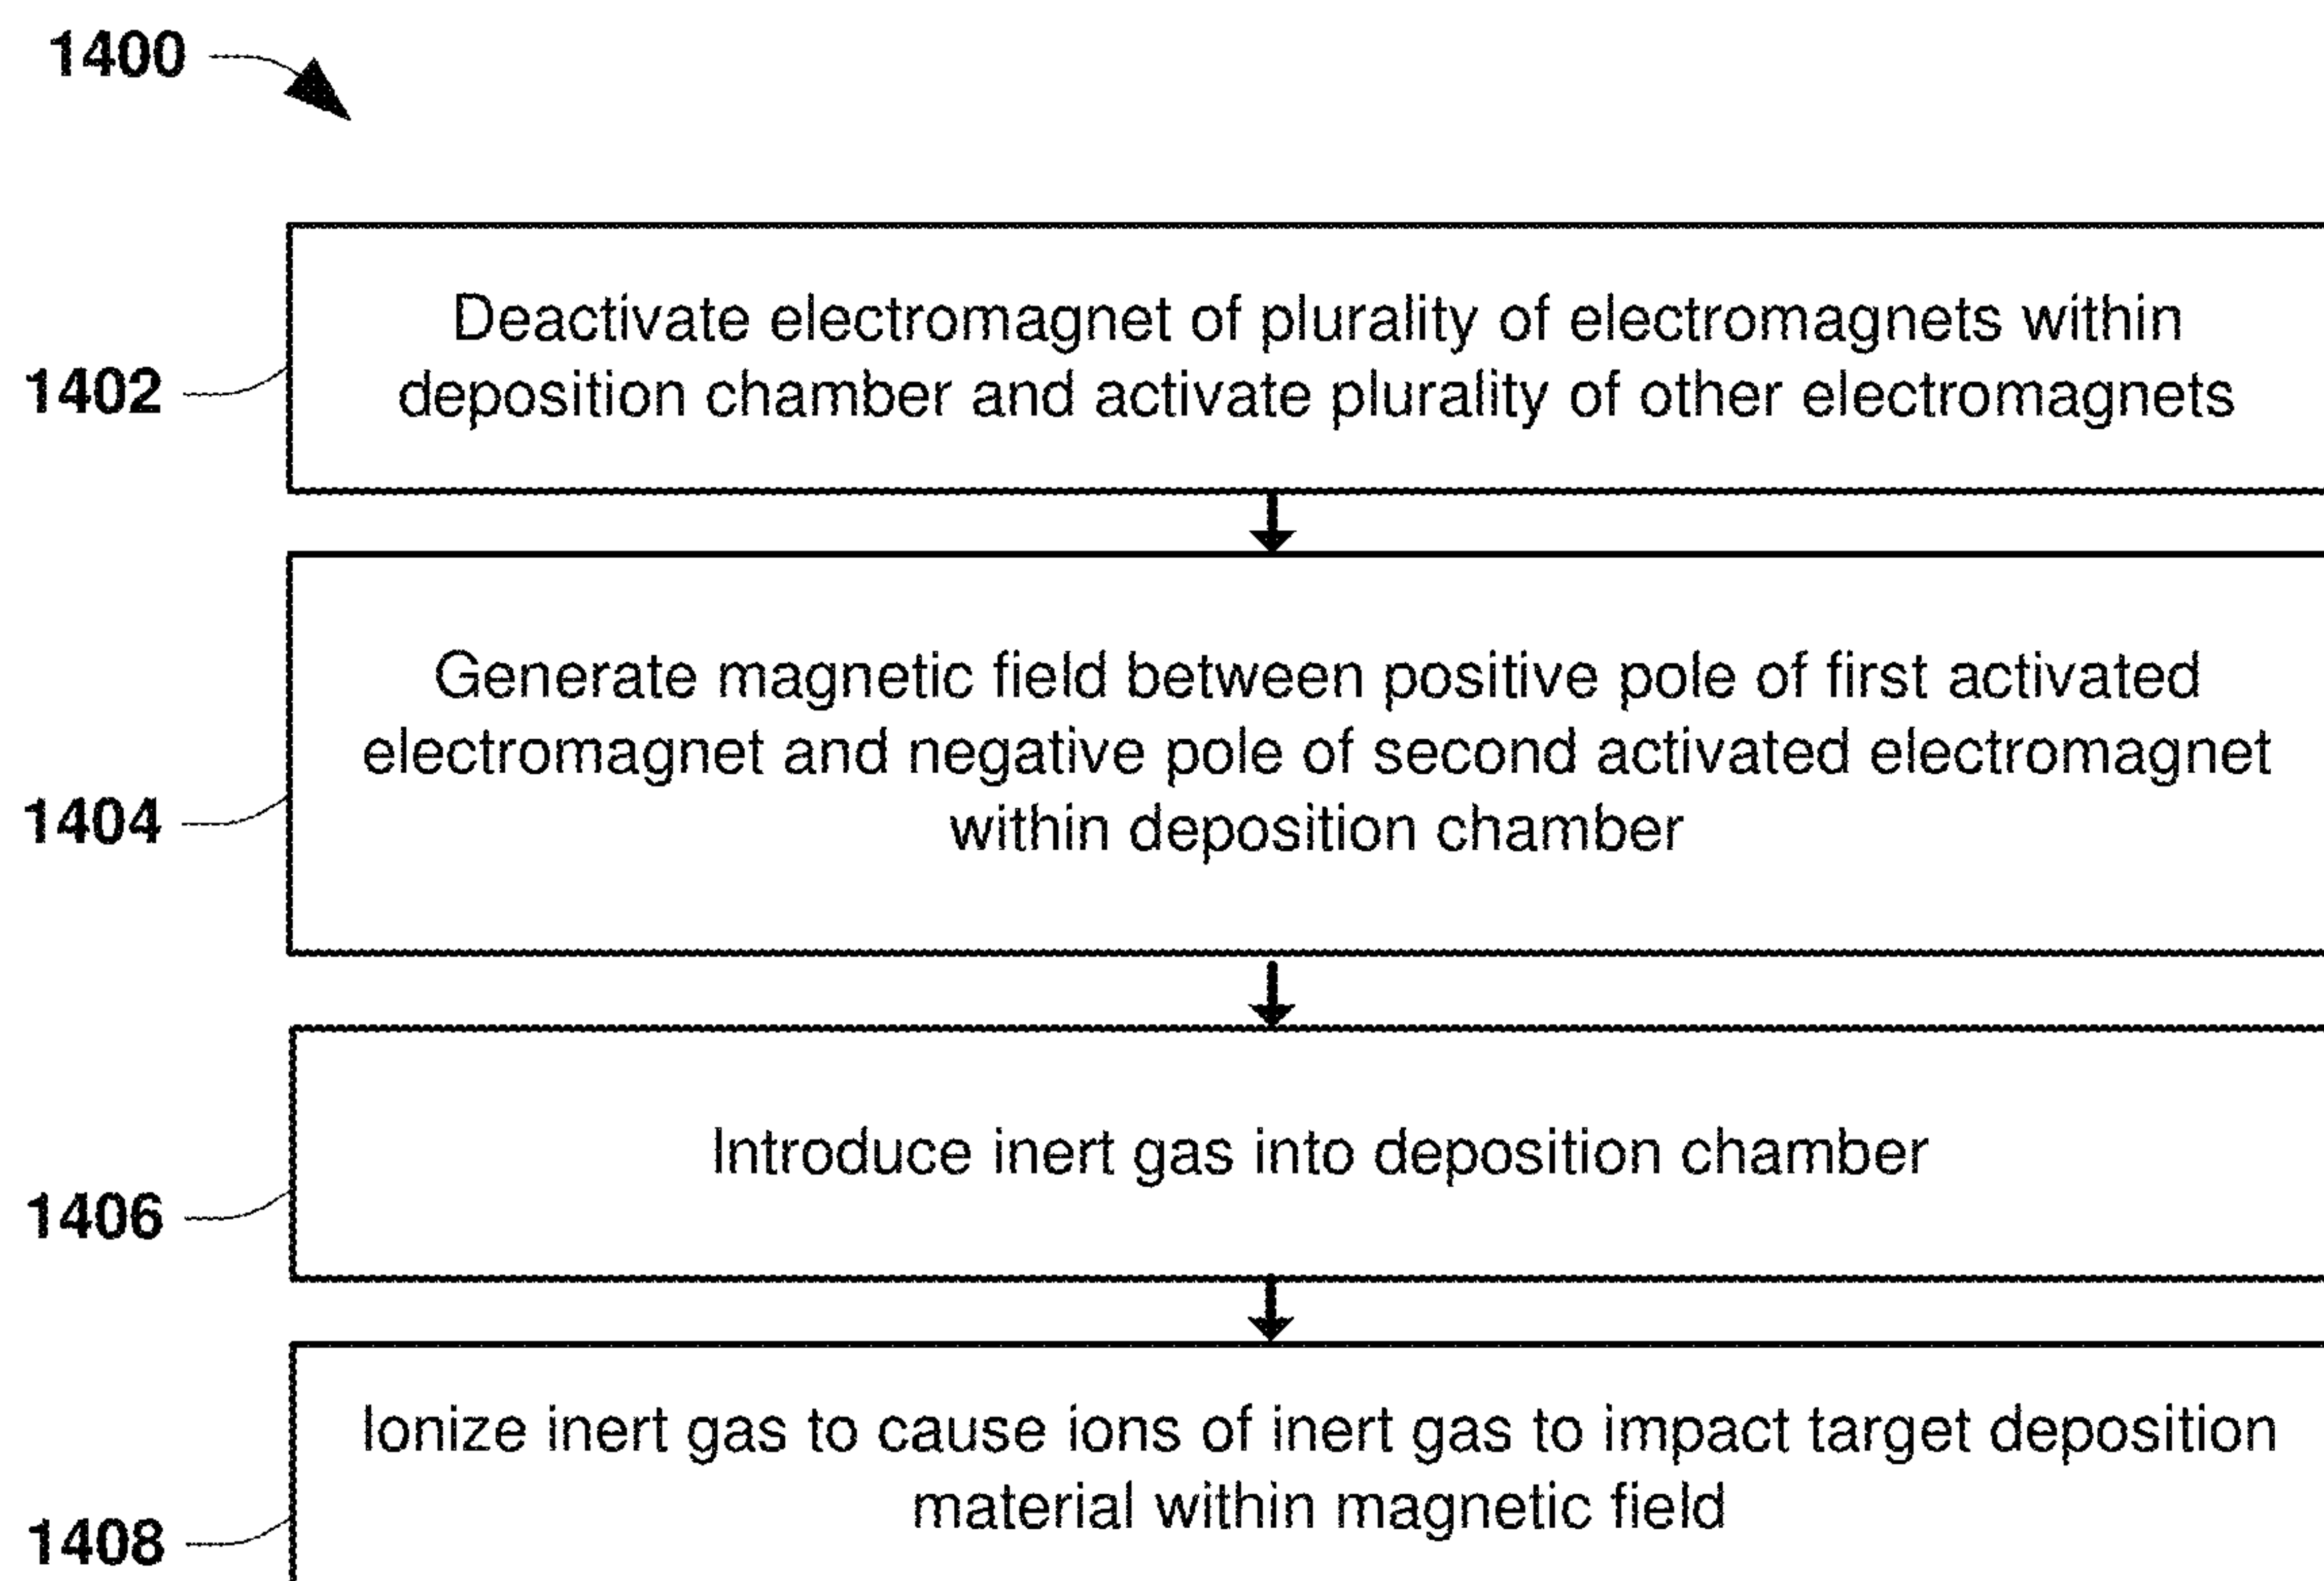 1400
Deactivate electromagnet of plurality of electromagnets within
deposition chamber and activate plurality of other electromagnets
1402
Generate magnetic field between positive pole of first activated
electromagnet and negative pole of second activated electromagnet
within deposition chamber
1404
Introduce inert gas into deposition chamber
1406
Ionize inert gas to cause ions of inert gas to impact target deposition
material within magnetic field
1408